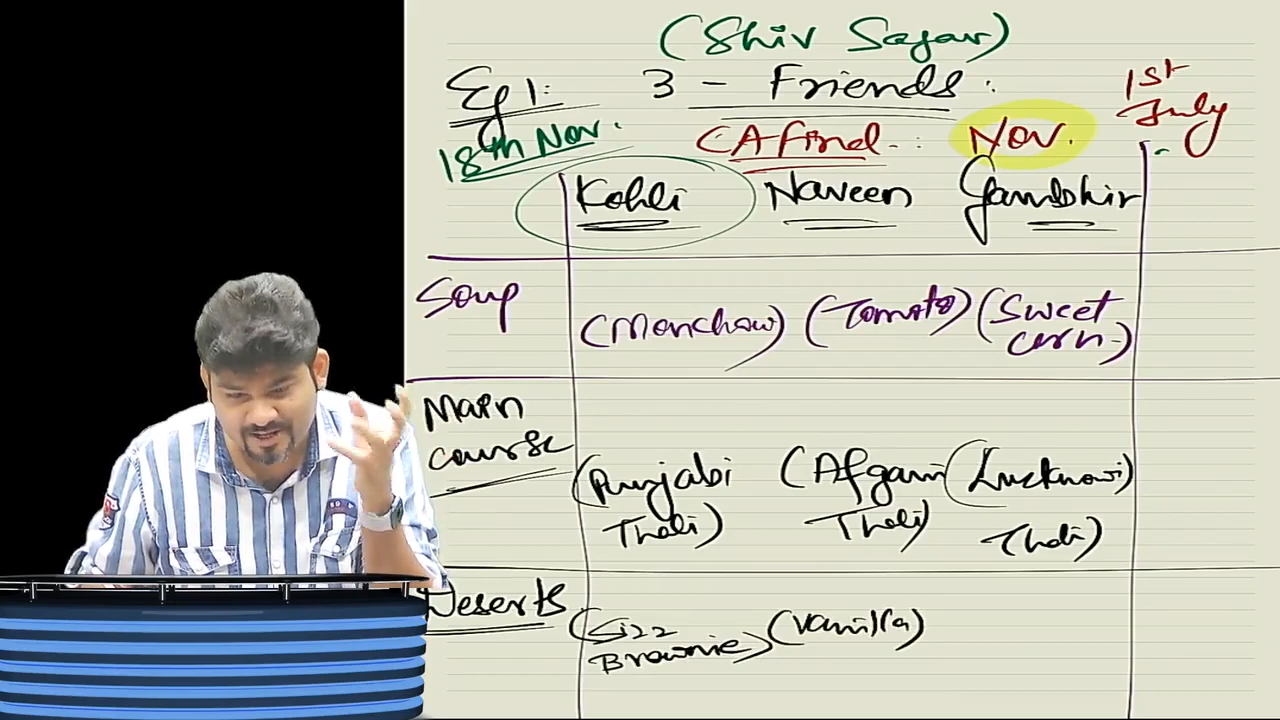 (Shiv Sagar)
Eg 1: 3 - Friends :
1st July
18th Nov. CA Final. : Nov.
Kohli Naveen Gambhir
Soup (Manchaw) (Tomato) (Sweet corn)
Main course (Punjabi Thali) (Afgani Thali) (Lucknowi Thali)
Deserts (Sizz Brownie) (Vanilla)